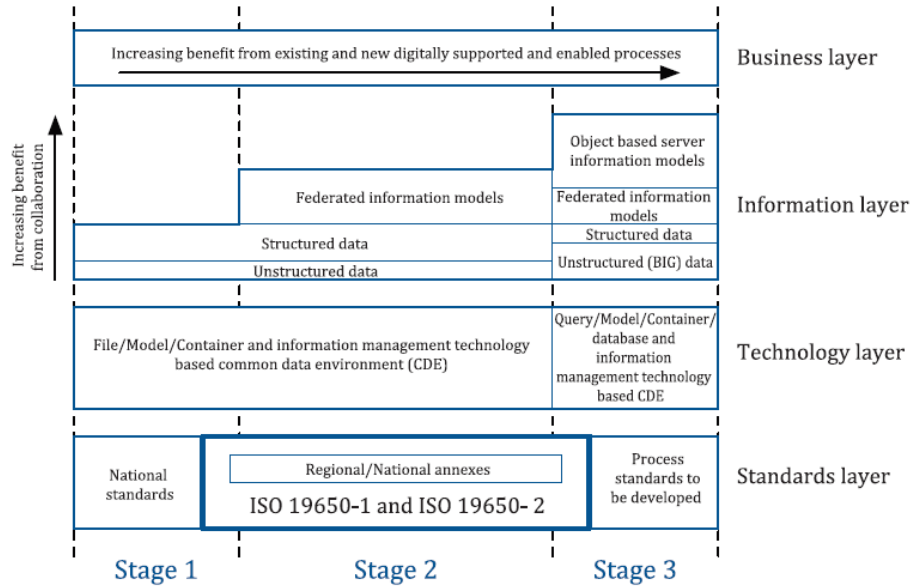 Increasing benefit from existing and new digitally supported and enabled processes
Business layer
Increasing benefit
from collaboration
Object based server
information models
Federated information models
Federated information
models
Information layer
Structured data
Structured data
Unstructured data
Unstructured (BIG) data
File/Model/Container and information management technology
based common data environment (CDE)
Query/Model/Container/
database and
information
management technology
based CDE
Technology layer
National
standards
Regional/National annexes
ISO 19650-1 and ISO 19650- 2
Process
standards to
be developed
Standards layer
Stage 1
Stage 2
Stage 3